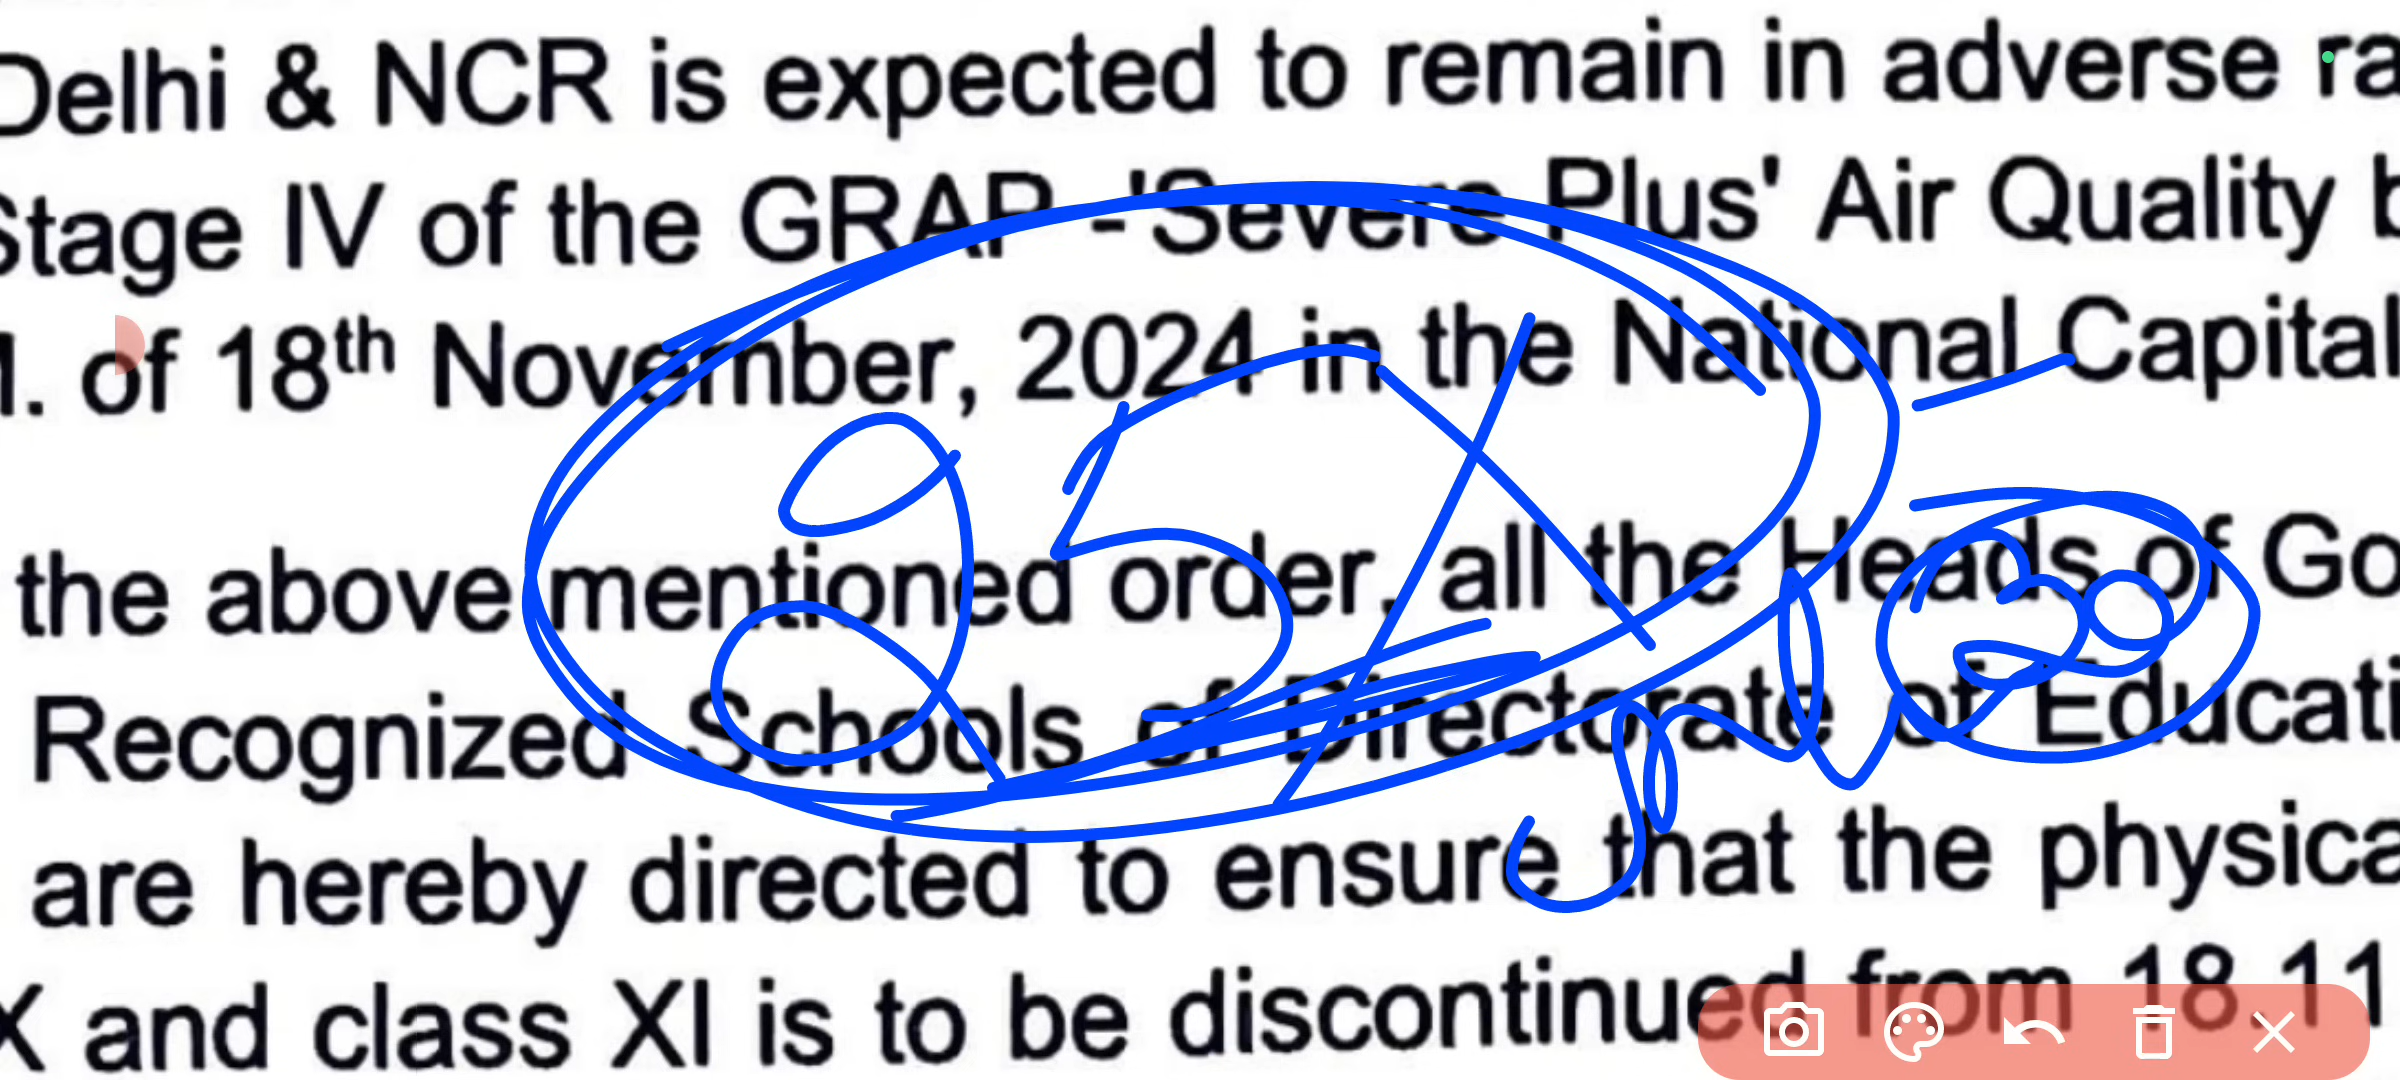 Delhi & NCR is expected to remain in adverse ra
Stage IV of the GRAP -'Severe Plus' Air Quality b
of 18th November, 2024 in the National Capital
the above mentioned order, all the Heads of Go
Recognized Schools of Directorate of Educati
are hereby directed to ensure that the physica
X and class XI is to be discontinued from 18.11